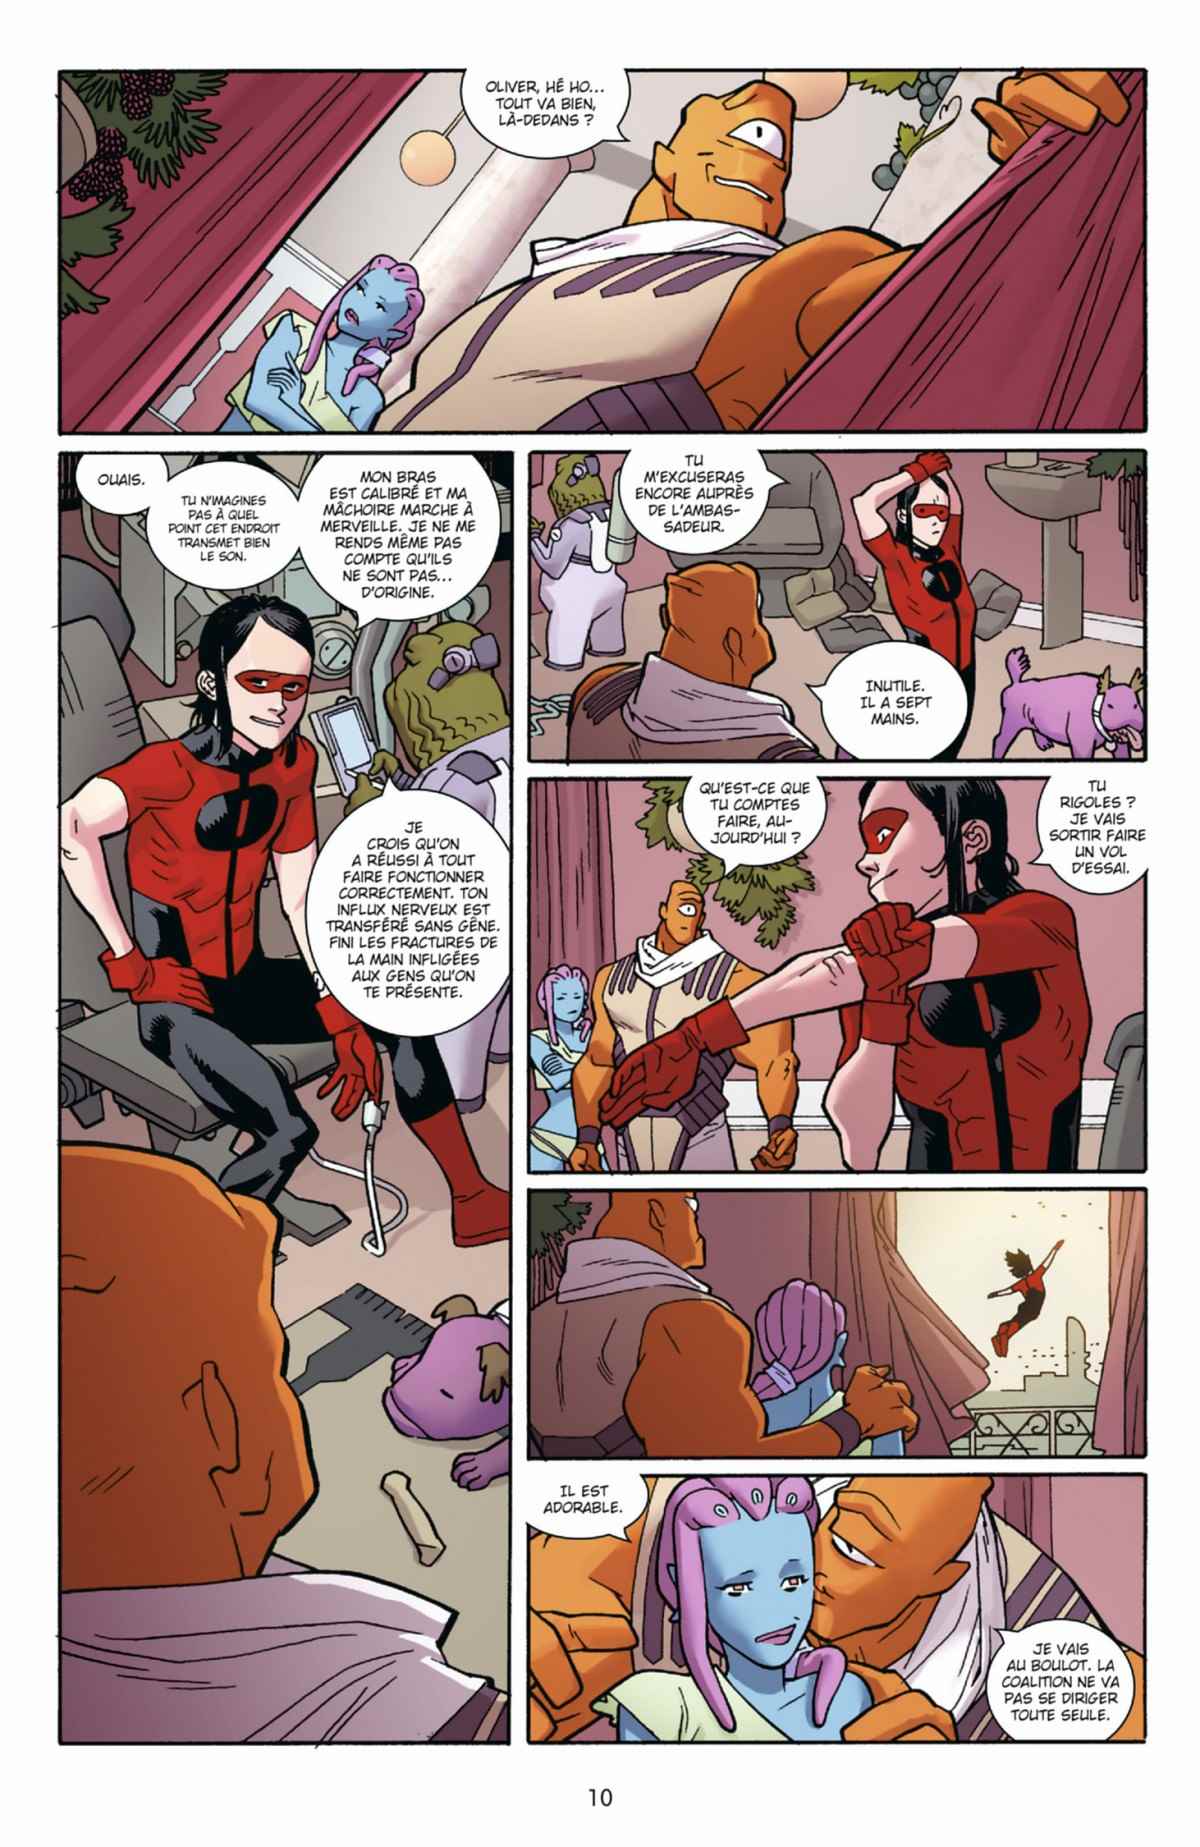 OLIVER, HÉ HO...
TOUT VA BIEN,
LÀ-DEDANS ?
OUAIS.
TU N'IMAGINES
PAS À QUEL
POINT CET ENDROIT
TRANSMET BIEN
LE SON.
MON BRAS
EST CALIBRÉ ET MA
MÂCHOIRE MARCHE À
MERVEILLE. JE NE ME
RENDS MÊME PAS
COMPTE QU'ILS
NE SONT PAS...
D'ORIGINE.
JE
CROIS QU'ON
A RÉUSSI À TOUT
FAIRE FONCTIONNER
CORRECTEMENT. TON
INFLUX NERVEUX EST
TRANSFÉRÉ SANS GÊNE.
FINI LES FRACTURES DE
LA MAIN INFLIGÉES
AUX GENS QU'ON
TE PRÉSENTE.
TU
M'EXCUSERAS
ENCORE AUPRÈS
DE L'AMBAS-
SADEUR.
INUTILE.
IL A SEPT
MAINS.
QU'EST-CE QUE
TU COMPTES
FAIRE, AU-
JOURD'HUI ?
TU
RIGOLES ?
JE VAIS
SORTIR FAIRE
UN VOL
D'ESSAI.
IL EST
ADORABLE.
JE VAIS
AU BOULOT. LA
COALITION NE VA
PAS SE DIRIGER
TOUTE SEULE.
10